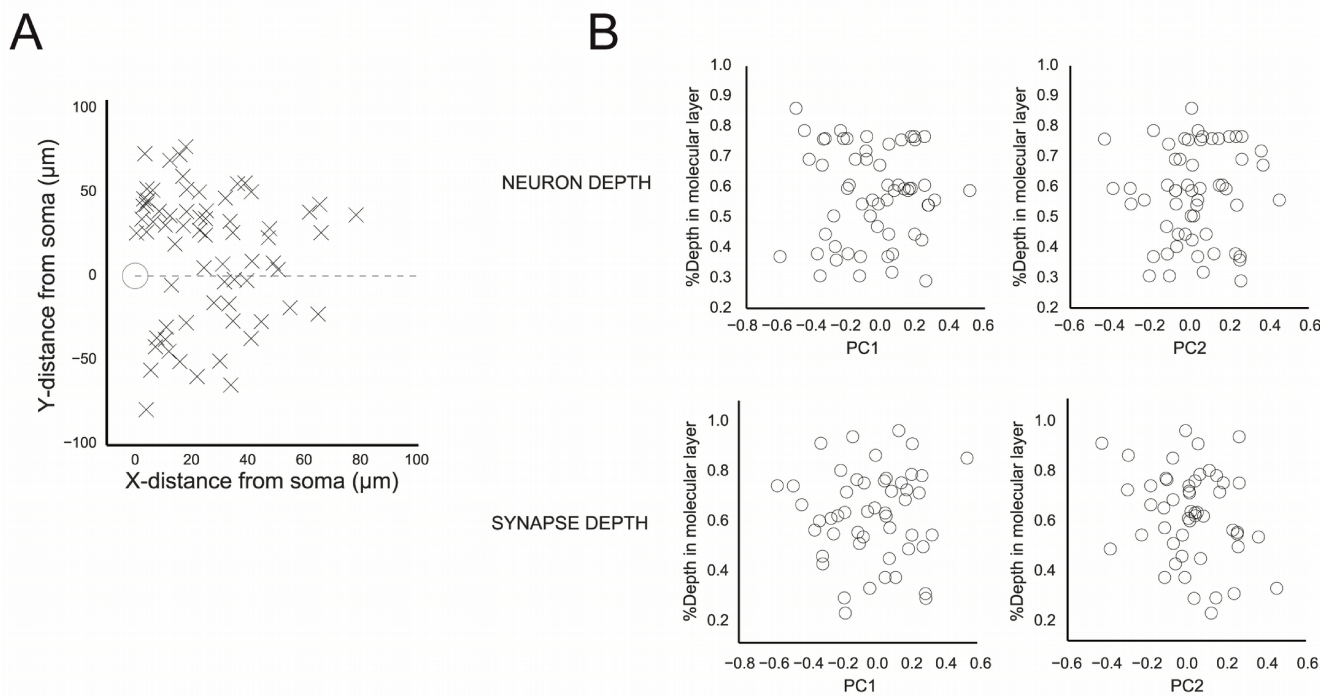 A
100
50
0
−50
−100
Y-distance from soma (µm)
0 20 40 60 80 100
X-distance from soma (µm)
B
NEURON DEPTH
1.0
0.9
0.8
0.7
0.6
0.5
0.4
0.3
0.2
%Depth in molecular layer
−0.8 −0.6 −0.4 −0.2 0.0 0.2 0.4 0.6
PC1
1.0
0.9
0.8
0.7
0.6
0.5
0.4
0.3
0.2
%Depth in molecular layer
−0.6 −0.4 −0.2 0.0 0.2 0.4 0.6
PC2
SYNAPSE DEPTH
1.0
0.8
0.6
0.4
0.2
%Depth in molecular layer
−0.8 −0.6 −0.4 −0.2 0.0 0.2 0.4 0.6
PC1
1.0
0.8
0.6
0.4
0.2
%Depth in molecular layer
−0.6 −0.4 −0.2 0.0 0.2 0.4 0.6
PC2